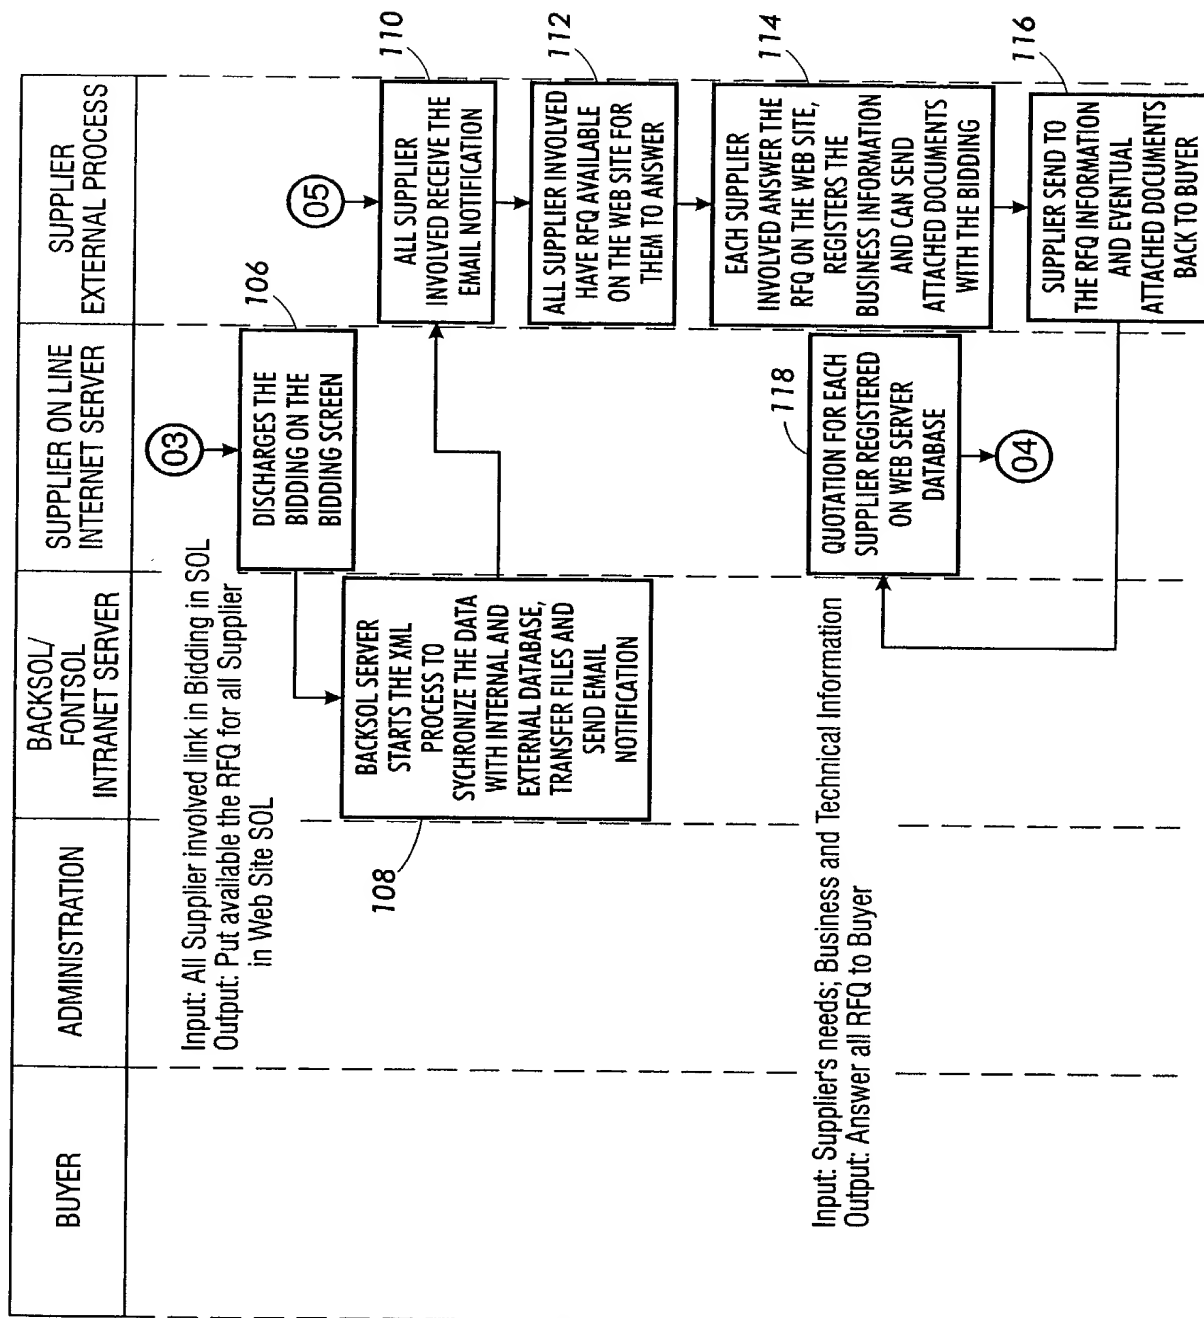 BUYER
ADMINISTRATION
BACKSOL/
FONTSOL
INTRANET SERVER
SUPPLIER ON LINE
INTERNET SERVER
SUPPLIER
EXTERNAL PROCESS
Input: All Supplier involved link in Bidding in SOL
Output: Put available the RFQ for all Supplier
in Web Site SOL
03
106
DISCHARGES THE
BIDDING ON THE
BIDDING SCREEN
108
BACKSOL SERVER
STARTS THE XML
PROCESS TO
SYCHRONIZE THE DATA
WITH INTERNAL AND
EXTERNAL DATABASE,
TRANSFER FILES AND
SEND EMAIL
NOTIFICATION
05
110
ALL SUPPLIER
INVOLVED RECEIVE THE
EMAIL NOTIFICATION
112
ALL SUPPLIER INVOLVED
HAVE RFQ AVAILABLE
ON THE WEB SITE FOR
THEM TO ANSWER
114
EACH SUPPLIER
INVOLVED ANSWER THE
RFQ ON THE WEB SITE,
REGISTERS THE
BUSINESS INFORMATION
AND CAN SEND
ATTACHED DOCUMENTS
WITH THE BIDDING
116
SUPPLIER SEND TO
THE RFQ INFORMATION
AND EVENTUAL
ATTACHED DOCUMENTS
BACK TO BUYER
Input: Supplier's needs; Business and Technical Information
Output: Answer all RFQ to Buyer
118
QUOTATION FOR EACH
SUPPLIER REGISTERED
ON WEB SERVER
DATABASE
04